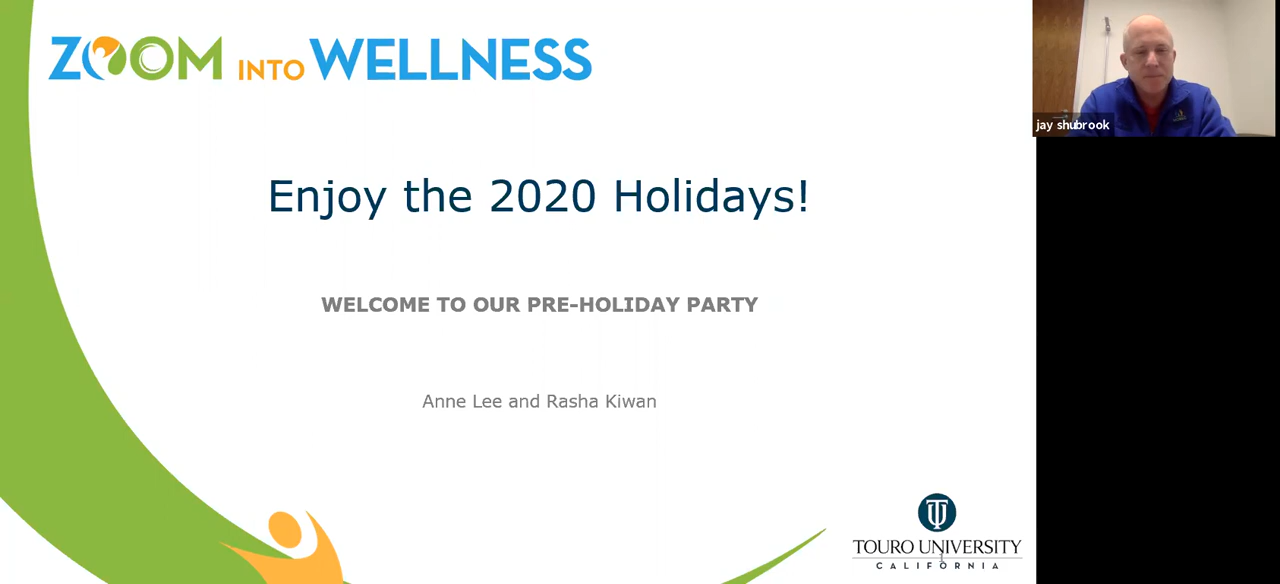 ZOOM INTO WELLNESS
jay shubrook
Enjoy the 2020 Holidays!
WELCOME TO OUR PRE-HOLIDAY PARTY
Anne Lee and Rasha Kiwan
TOURO UNIVERSITY
CALIFORNIA
1